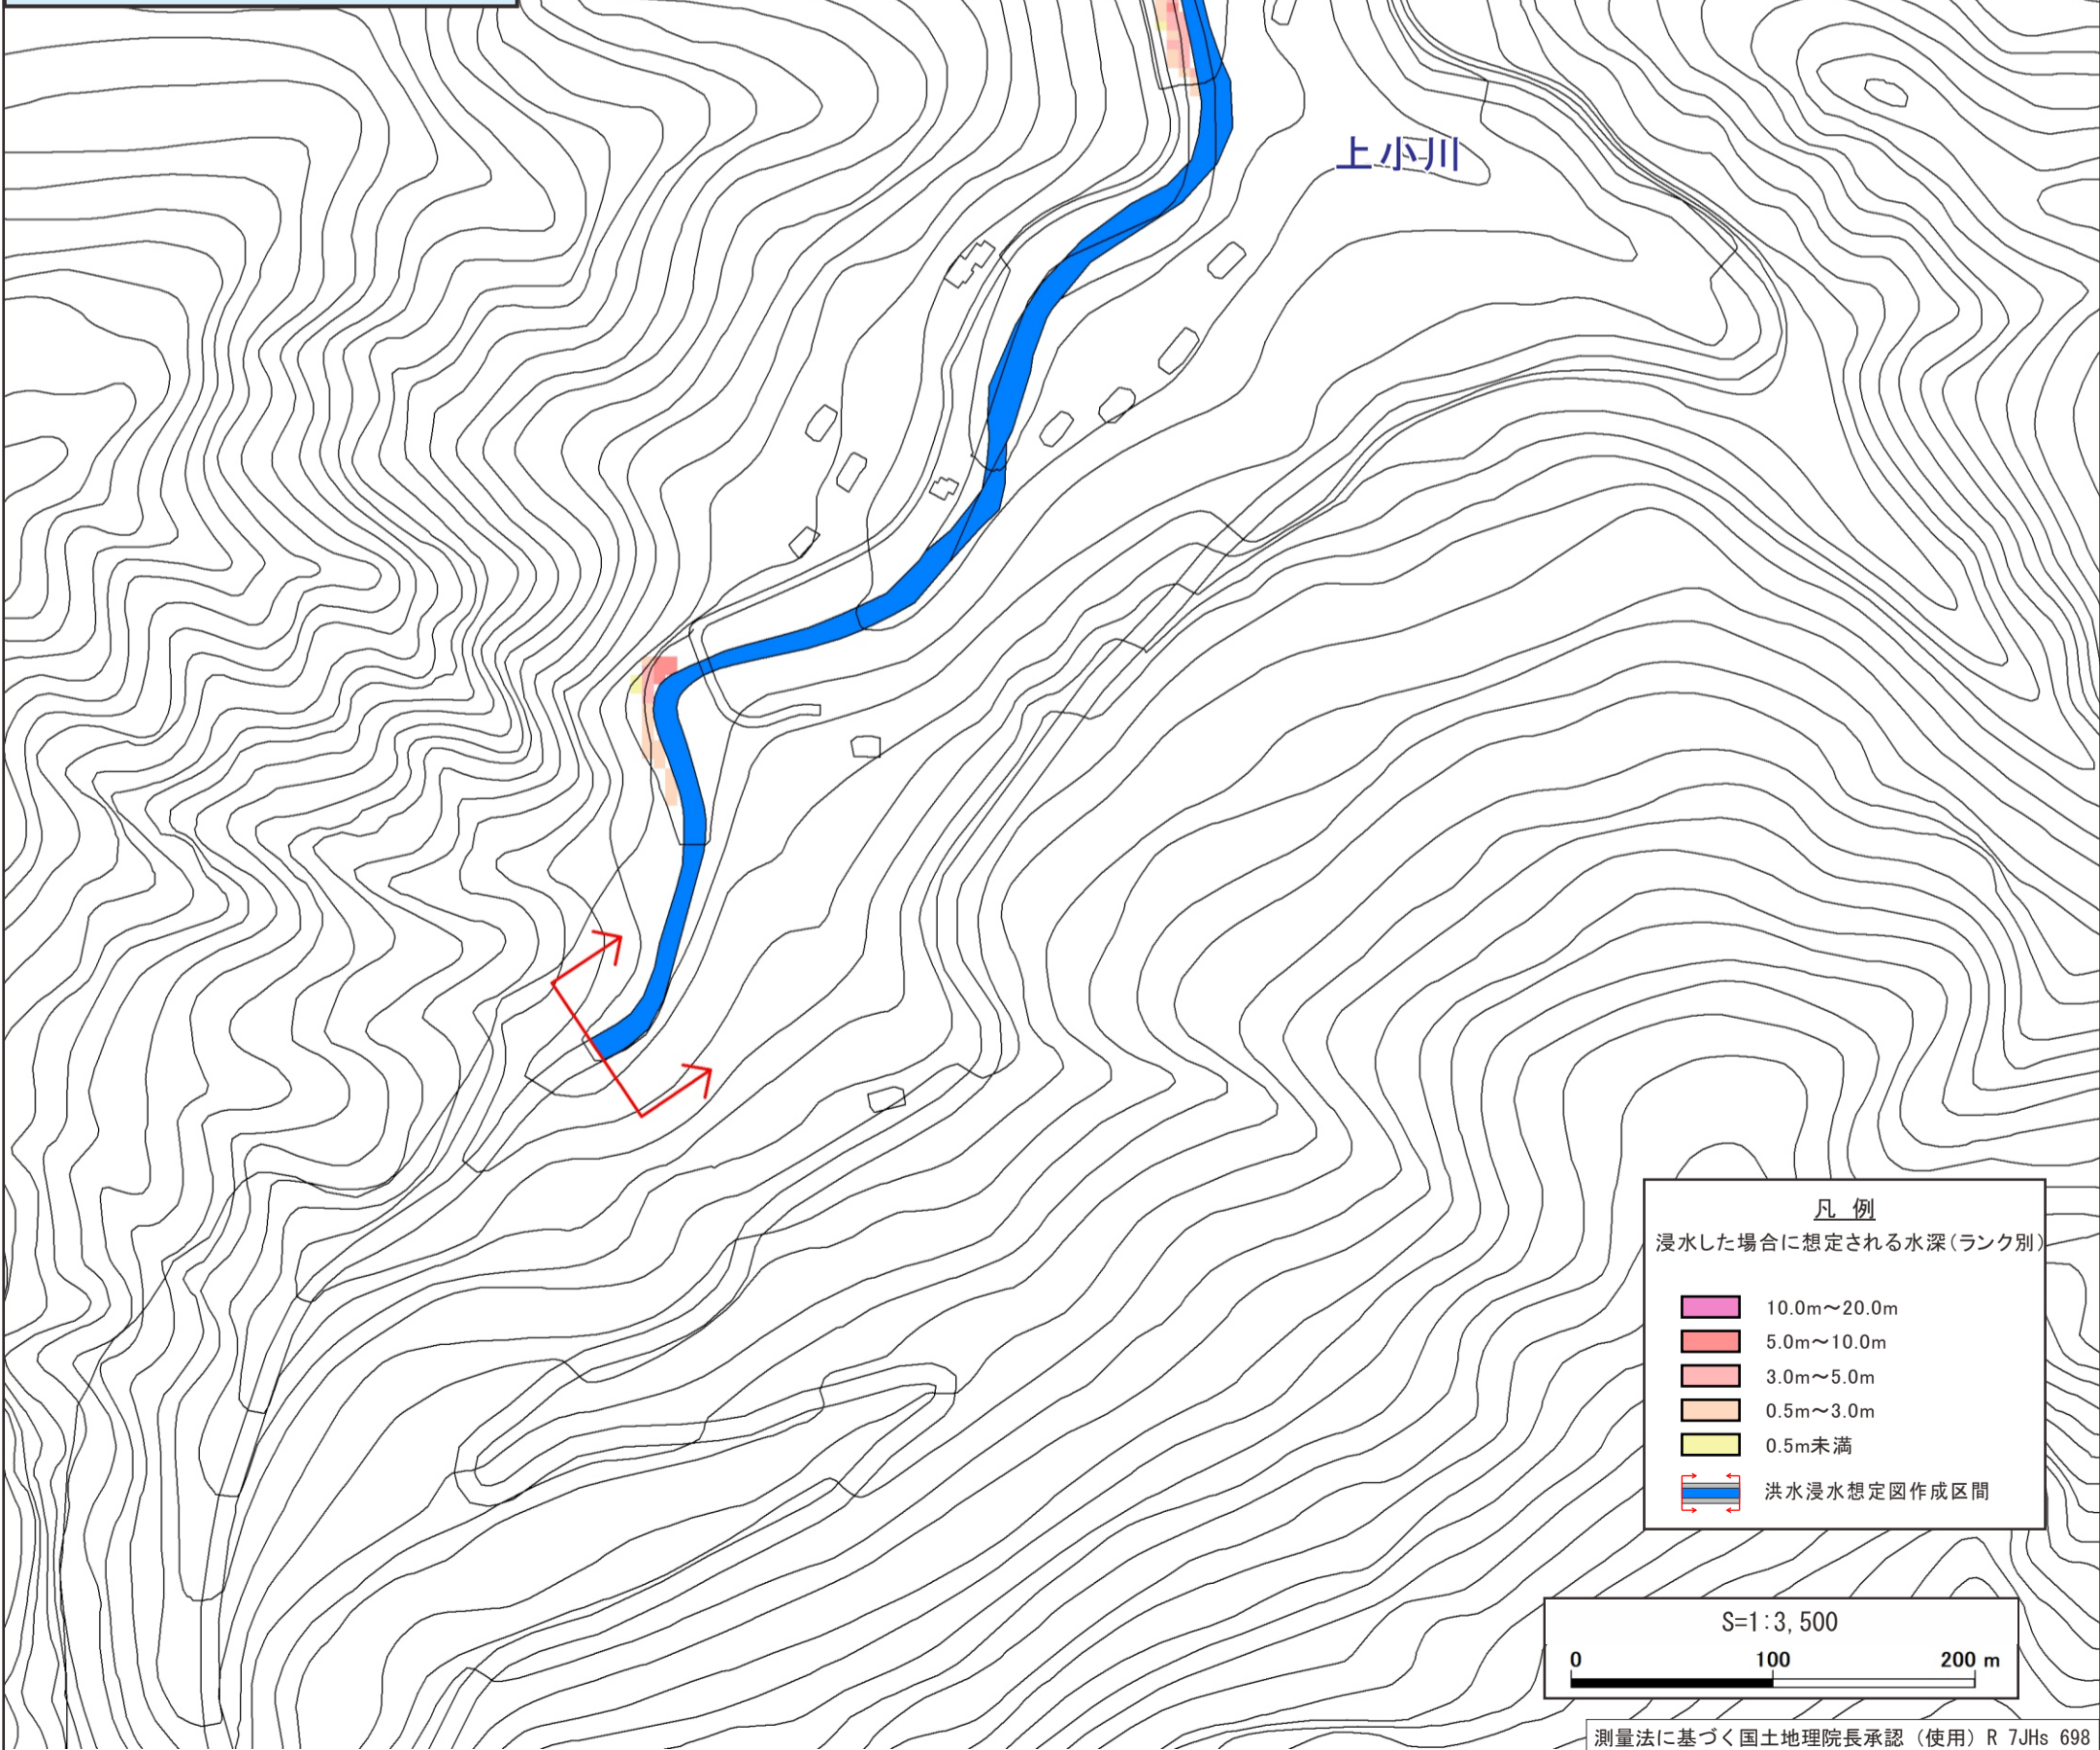 上小川
凡 例
浸水した場合に想定される水深(ランク別)
10.0m～20.0m
5.0m～10.0m
3.0m～5.0m
0.5m～3.0m
0.5m未満
洪水浸水想定図作成区間
S=1:3,500
0 100 200 m
測量法に基づく国土地理院長承認（使用）R 7JHs 698